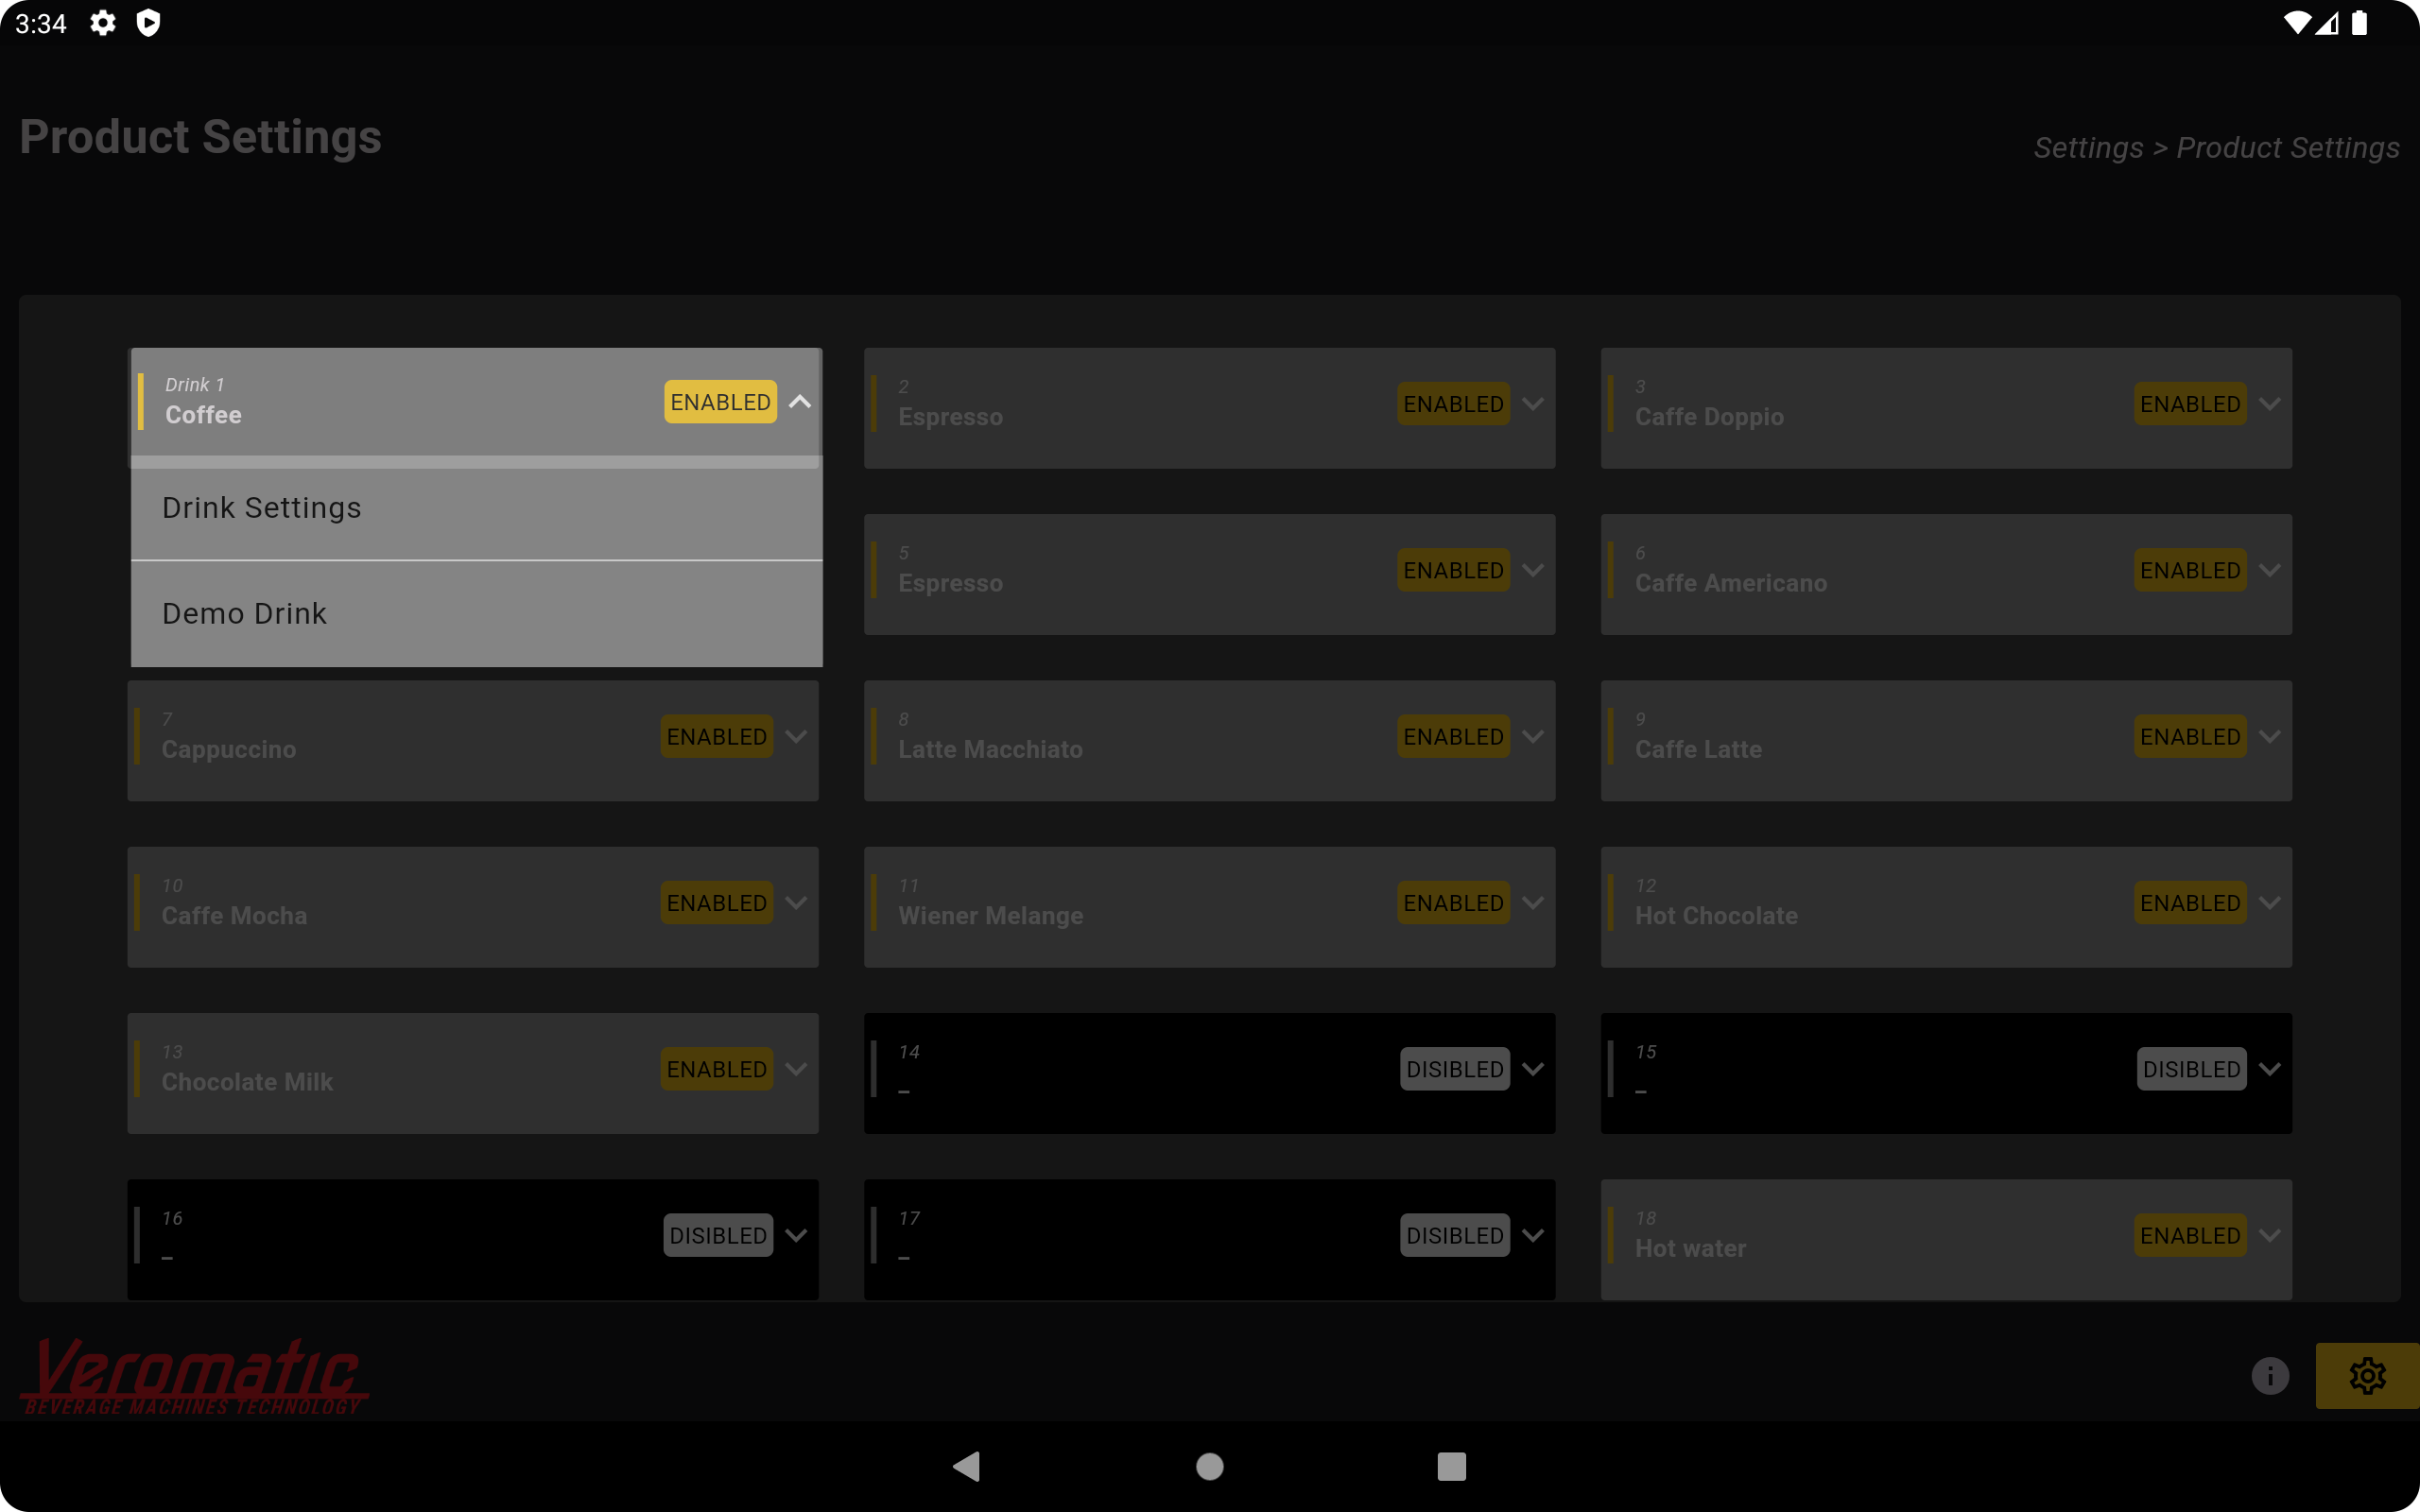 3:34
Product Settings
Settings > Product Settings
Drink 1
Coffee
ENABLED
Drink Settings
Demo Drink
2
Espresso
ENABLED
3
Caffe Doppio
ENABLED
5
Espresso
ENABLED
6
Caffe Americano
ENABLED
7
Cappuccino
ENABLED
8
Latte Macchiato
ENABLED
9
Caffe Latte
ENABLED
10
Caffe Mocha
ENABLED
11
Wiener Melange
ENABLED
12
Hot Chocolate
ENABLED
13
Chocolate Milk
ENABLED
14
–
DISIBLED
15
–
DISIBLED
16
–
DISIBLED
17
–
DISIBLED
18
Hot water
ENABLED
Veromatic
BEVERAGE MACHINES TECHNOLOGY